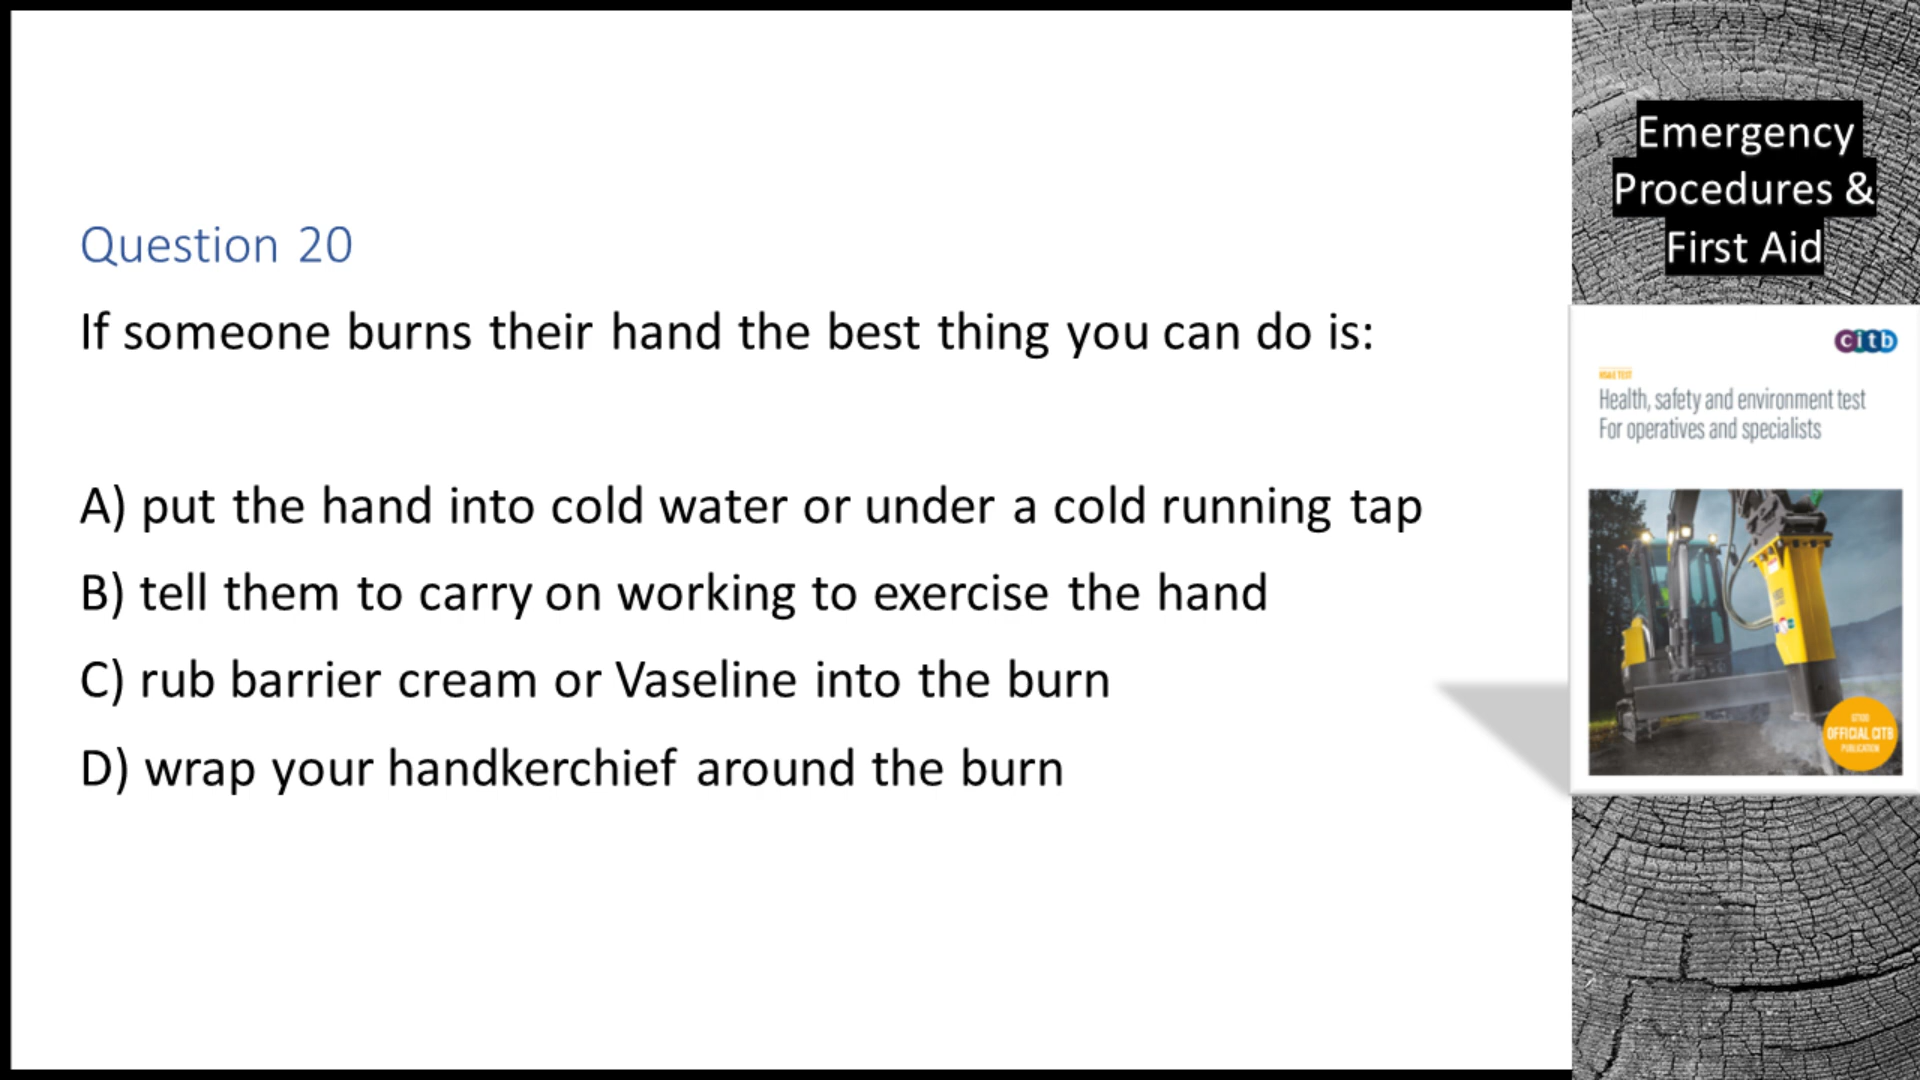 Question 20
If someone burns their hand the best thing you can do is:
A) put the hand into cold water or under a cold running tap
B) tell them to carry on working to exercise the hand
C) rub barrier cream or Vaseline into the burn
D) wrap your handkerchief around the burn
Emergency
Procedures &
First Aid
citb
HS&E TEST
Health, safety and environment test
For operatives and specialists
OFFICIAL CITB
PUBLICATION